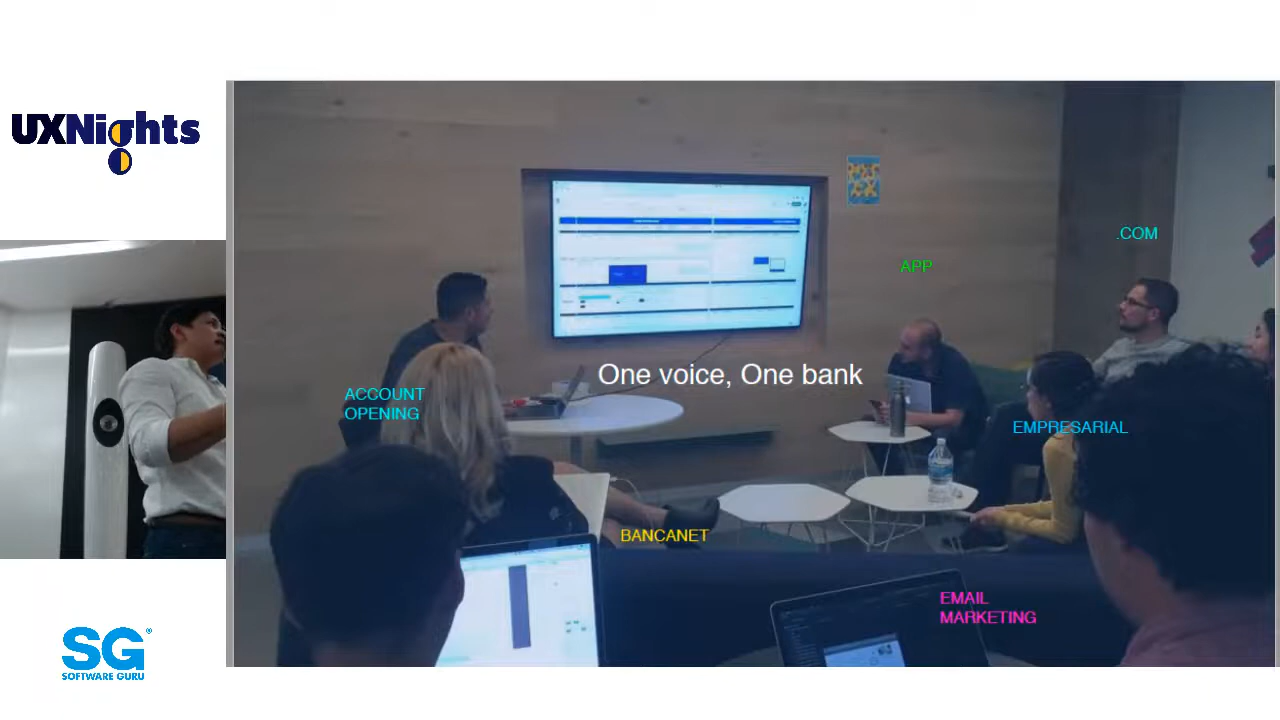 UXNights
.COM
APP
One voice, One bank
ACCOUNT
OPENING
EMPRESARIAL
BANCANET
EMAIL
MARKETING
SG®
SOFTWARE GURU